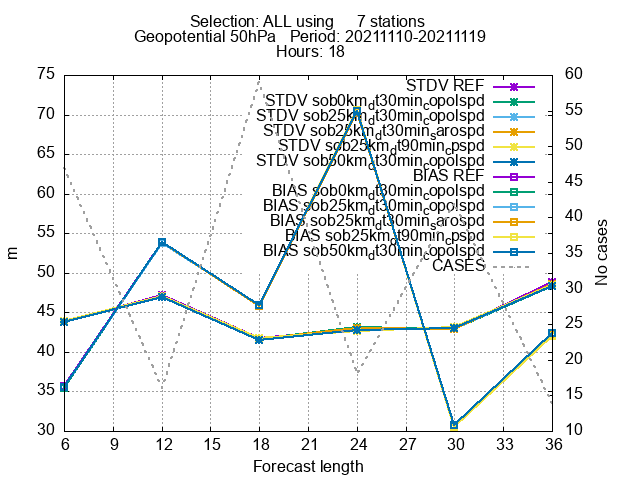 Selection: ALL using 7 stations
Geopotential 50hPa Period: 20211110-20211119
Hours: 18
75
70
65
60
55
50
45
40
35
30
m
60
55
50
45
40
35
30
25
20
15
10
No cases
STDV REF
STDV sob0km_dt30min_copolspd
STDV sob25km_dt30min_copolspd
STDV sob25km_dt30min_sarospd
STDV sob25km_dt90min_cpspd
STDV sob50km_dt30min_copolspd
BIAS REF
BIAS sob0km_dt30min_copolspd
BIAS sob25km_dt30min_copolspd
BIAS sob25km_dt30min_sarospd
BIAS sob25km_dt90min_cpspd
BIAS sob50km_dt30min_copolspd
CASES
6 9 12 15 18 21 24 27 30 33 36
Forecast length